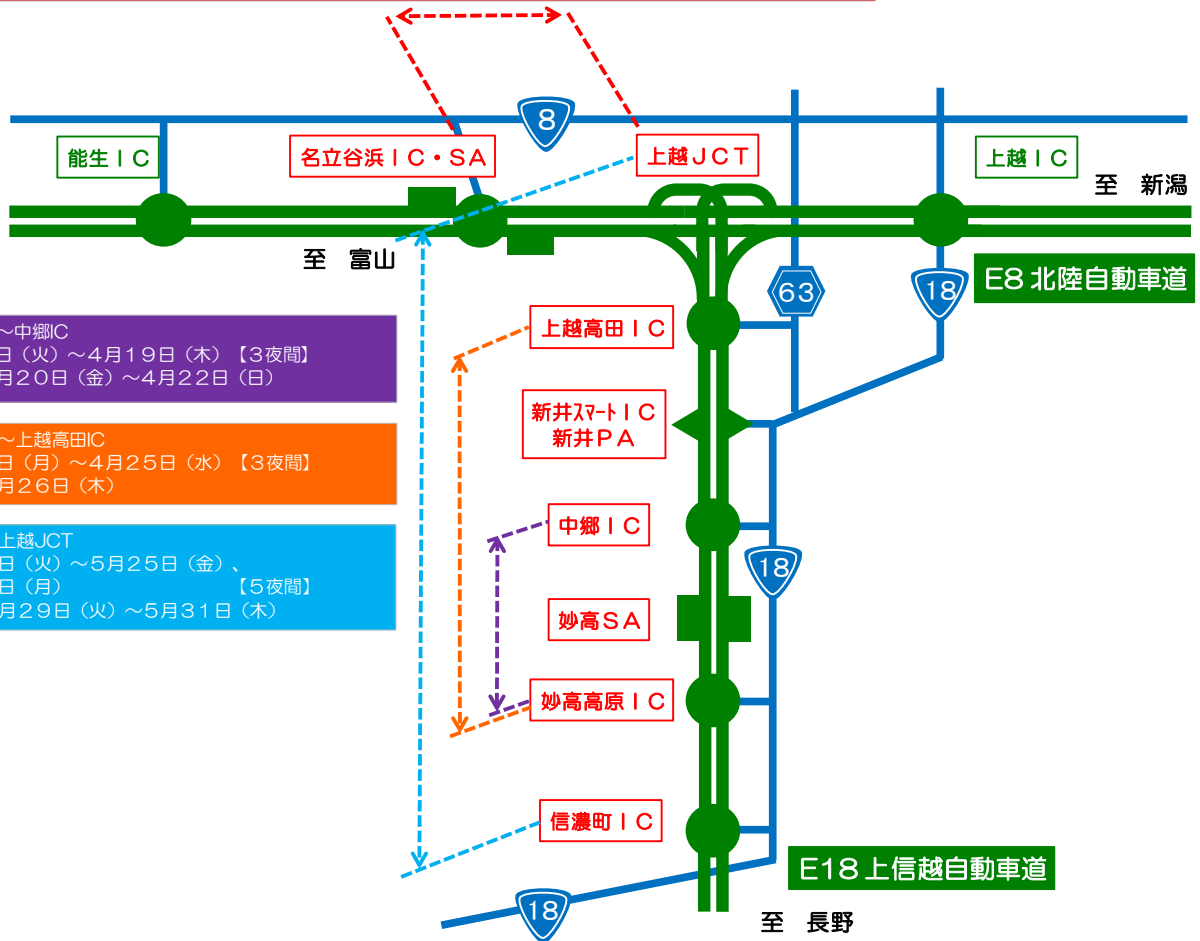 8
能生ＩＣ
名立谷浜ＩＣ・ＳＡ
上越ＪＣＴ
上越ＩＣ
至　新潟
至　富山
E8 北陸自動車道
63
18
上越高田ＩＣ
～中郷IC
日（火）～４月１９日（木）【３夜間】
月２０日（金）～４月２２日（日）
新井ｽﾏｰﾄＩＣ
新井ＰＡ
～上越高田IC
日（月）～４月２５日（水）【３夜間】
月２６日（木）
中郷ＩＣ
上越JCT
日（火）～５月２５日（金）、
日（月）　　　　　　　　【５夜間】
月２９日（火）～５月３１日（木）
18
妙高ＳＡ
妙高高原ＩＣ
信濃町ＩＣ
E18 上信越自動車道
18
至　長野